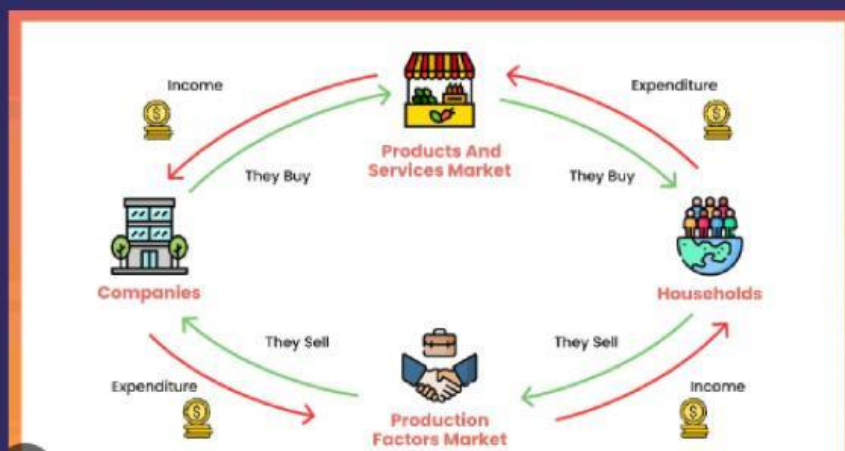 Income
Expenditure
They Buy
Products And
Services Market
They Buy
Companies
Households
They Sell
They Sell
Expenditure
Production
Factors Market
Income